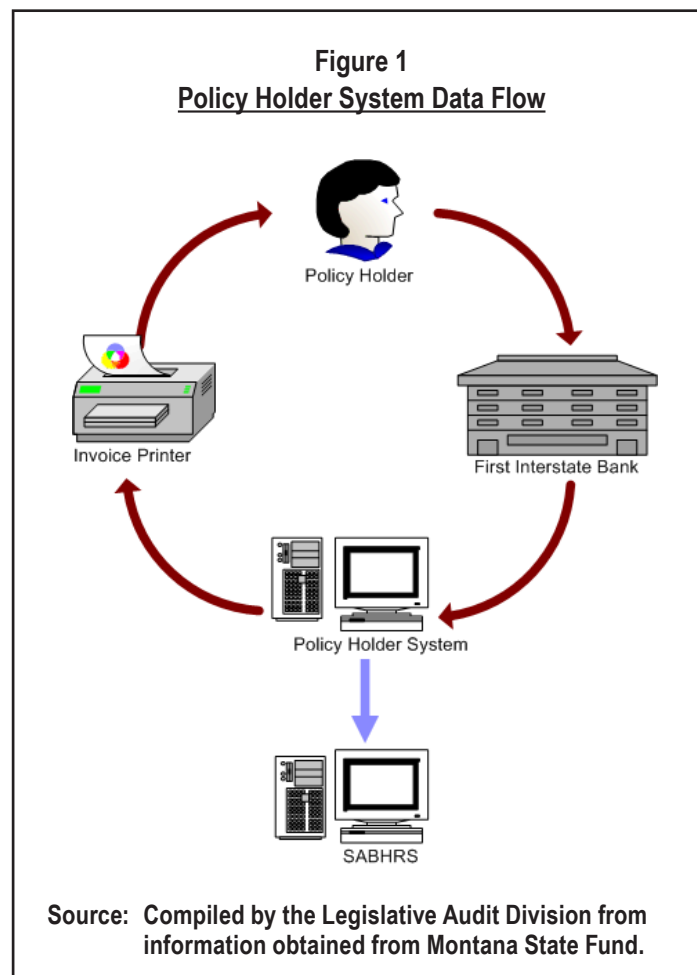 Figure 1
Policy Holder System Data Flow
Policy Holder
Invoice Printer
First Interstate Bank
Policy Holder System
SABHRS
Source: Compiled by the Legislative Audit Division from
information obtained from Montana State Fund.